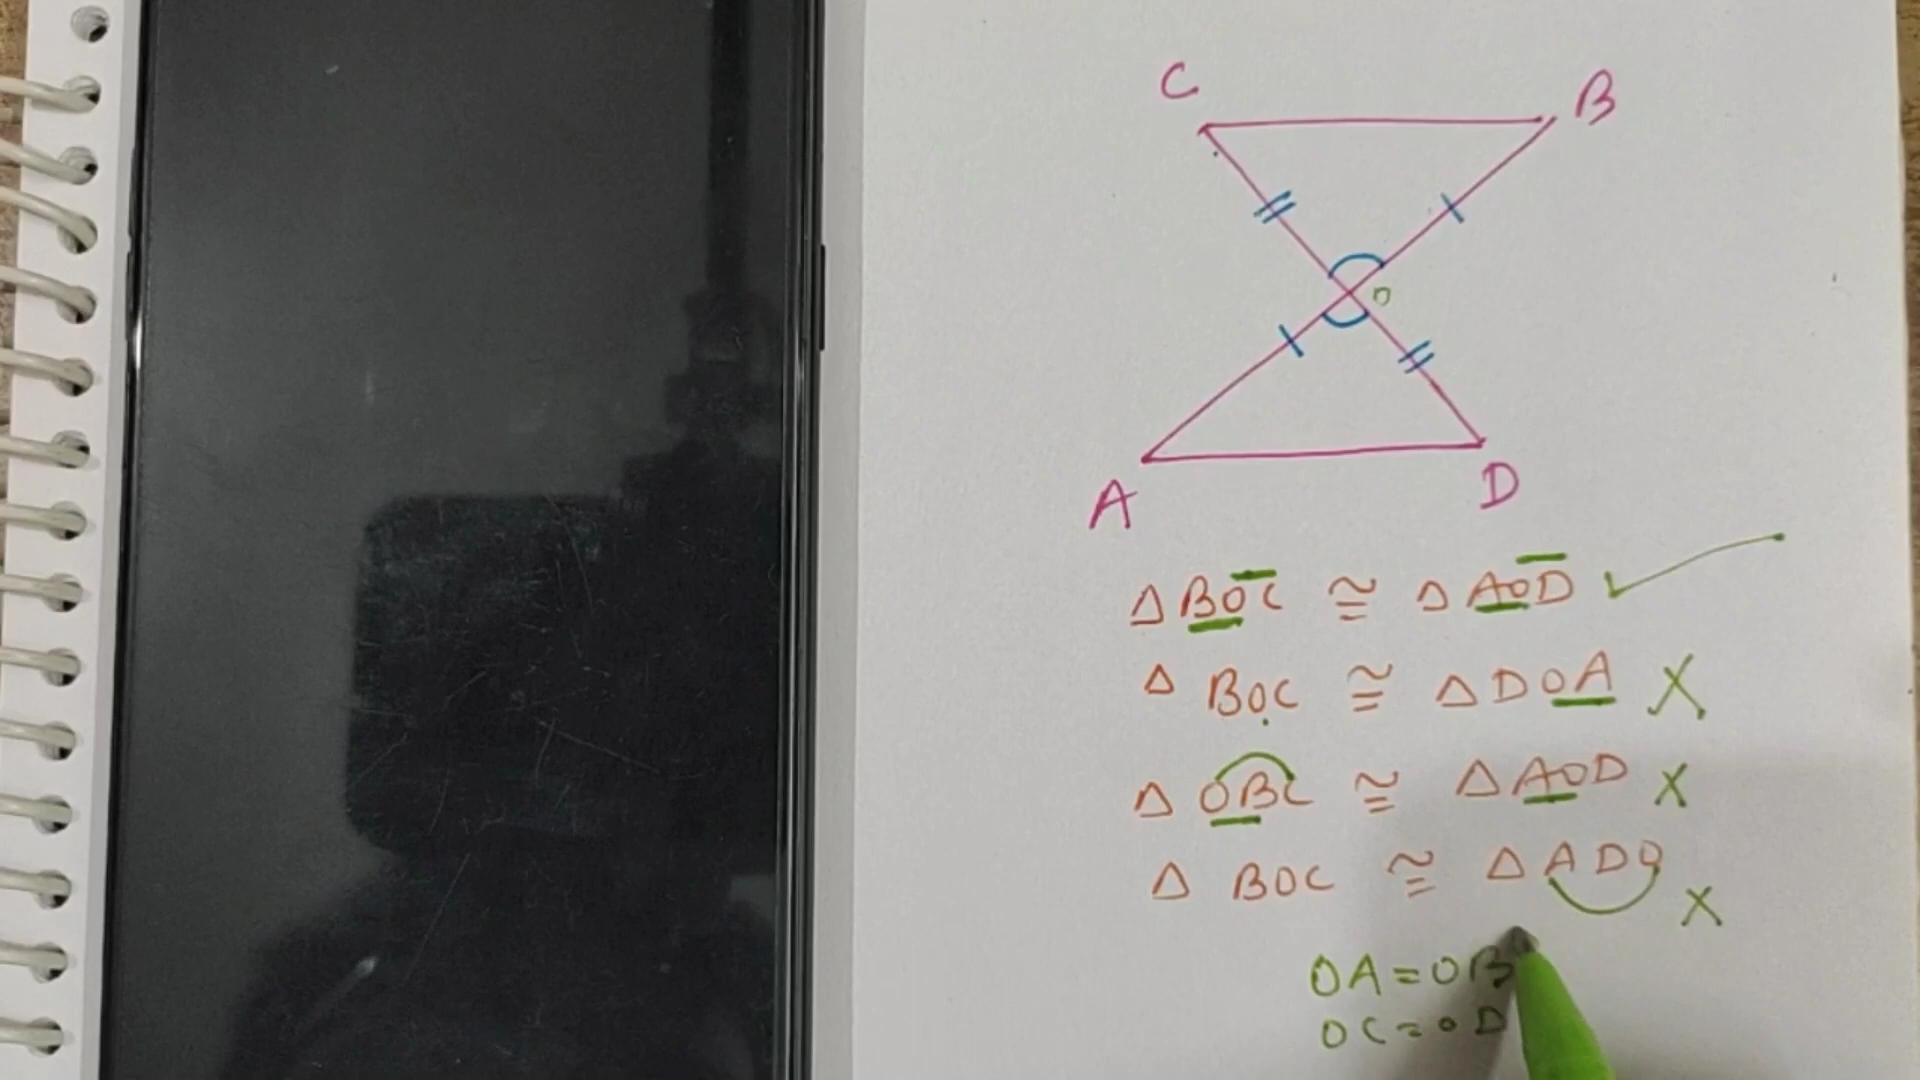 C
B
O
A
D
Δ BOC ≅ Δ AOD ✓
Δ BOC ≅ Δ DOA X
Δ OBC ≅ Δ AOD X
Δ BOC ≅ Δ ADO X
OA = OB
OC = OD